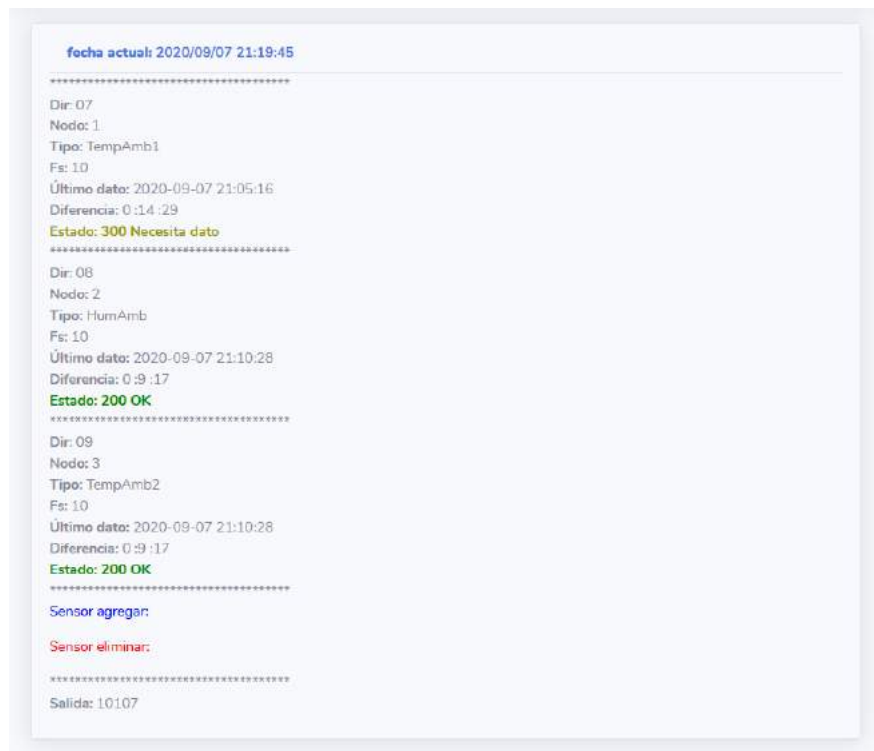 fecha actual: 2020/09/07 21:19:45
**************************************
Dir: 07
Nodo: 1
Tipo: TempAmb1
Fs: 10
Último dato: 2020-09-07 21:05:16
Diferencia: 0 :14 :29
Estado: 300 Necesita dato
**************************************
Dir: 08
Nodo: 2
Tipo: HumAmb
Fs: 10
Último dato: 2020-09-07 21:10:28
Diferencia: 0 :9 :17
Estado: 200 OK
**************************************
Dir: 09
Nodo: 3
Tipo: TempAmb2
Fs: 10
Último dato: 2020-09-07 21:10:28
Diferencia: 0 :9 :17
Estado: 200 OK
**************************************
Sensor agregar:
Sensor eliminar:
**************************************
Salida: 10107